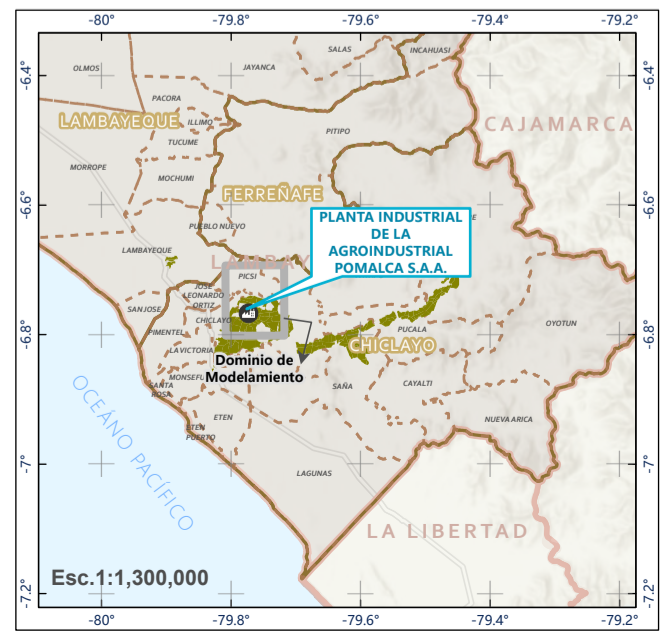 -80°
-79.8°
-79.6°
-79.4°
-79.2°
-6.4°
-6.6°
-6.8°
-7°
-7.2°
-6.4°
-6.6°
-6.8°
-7°
-7.2°
SALAS
INCAHUASI
OLMOS
JAYANCA
PACORA
LAMBAYEQUE
ILLIMO
CAJAMARCA
PITIPO
TUCUME
MORROPE
MOCHUMI
FERREÑAFE
PLANTA INDUSTRIAL
DE LA
AGROINDUSTRIAL
POMALCA S.A.A.
PUEBLO NUEVO
LAMBAYEQUE
PICSI
JOSE
LEONARDO
ORTIZ
SAN JOSE
CHICLAYO
PIMENTEL
PUCALA
OYOTUN
CHICLAYO
LA VICTORIA
Dominio de
Modelamiento
MONSEFU
SANTA
ROSA
SAÑA
CAYALTI
OCEÁNO PACÍFICO
ETEN
NUEVA ARICA
ETEN
PUERTO
LAGUNAS
LA LIBERTAD
Esc.1:1,300,000
-80°
-79.8°
-79.6°
-79.4°
-79.2°